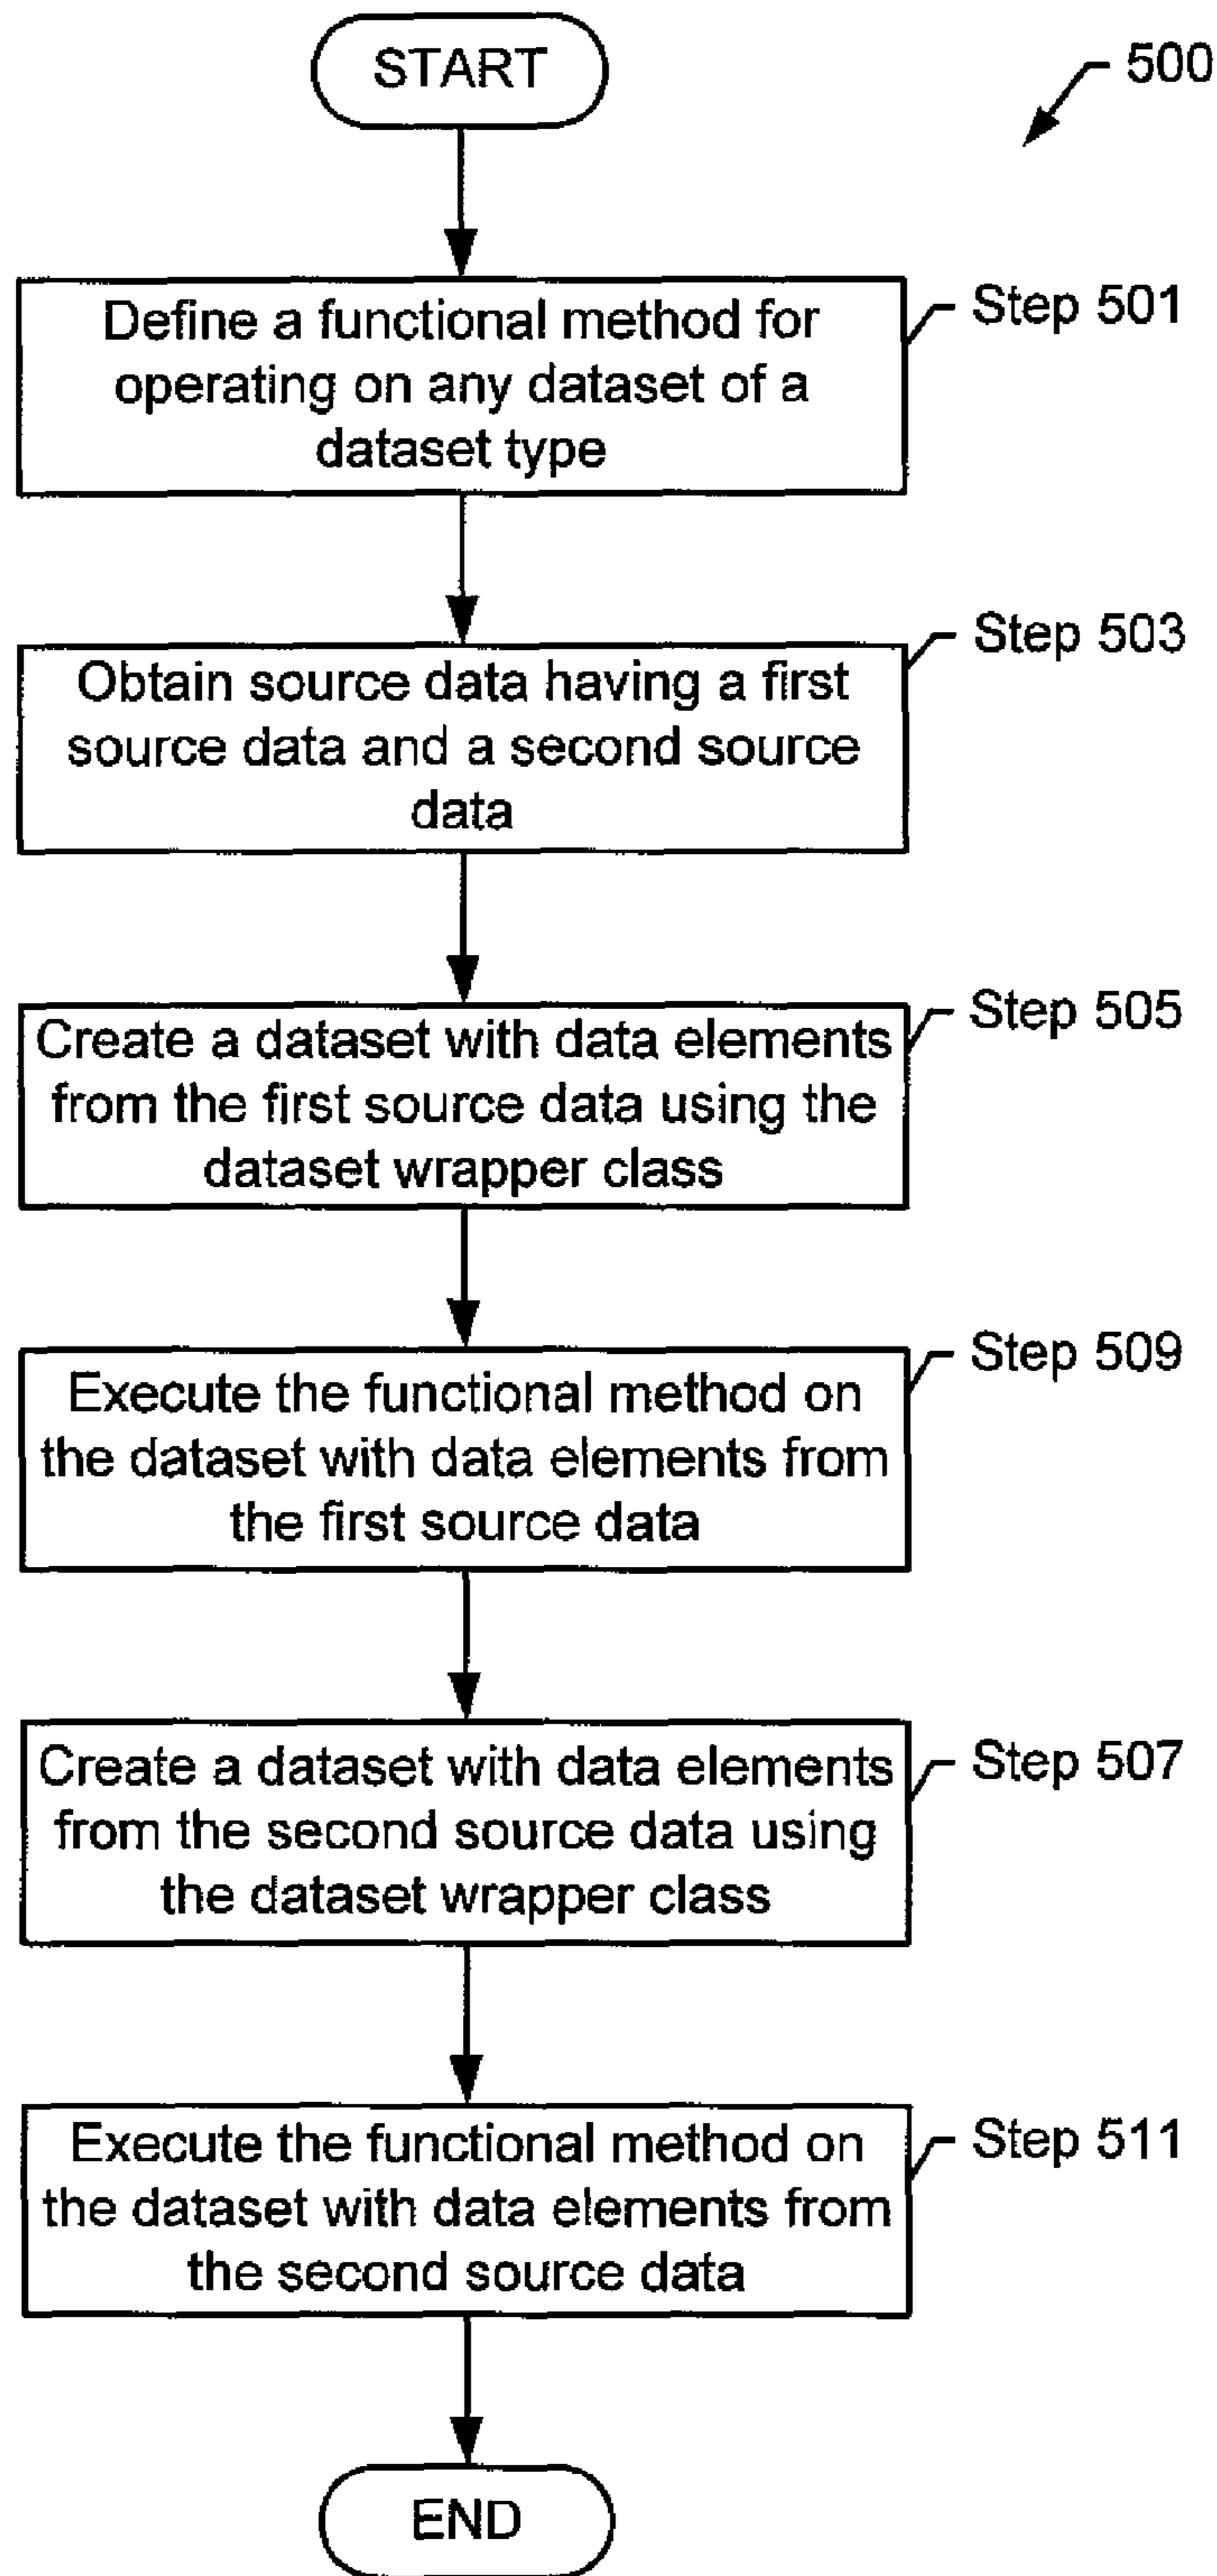 START
500
Define a functional method for
operating on any dataset of a
dataset type
Step 501
Obtain source data having a first
source data and a second source
data
Step 503
Create a dataset with data elements
from the first source data using the
dataset wrapper class
Step 505
Execute the functional method on
the dataset with data elements from
the first source data
Step 509
Create a dataset with data elements
from the second source data using
the dataset wrapper class
Step 507
Execute the functional method on
the dataset with data elements from
the second source data
Step 511
END